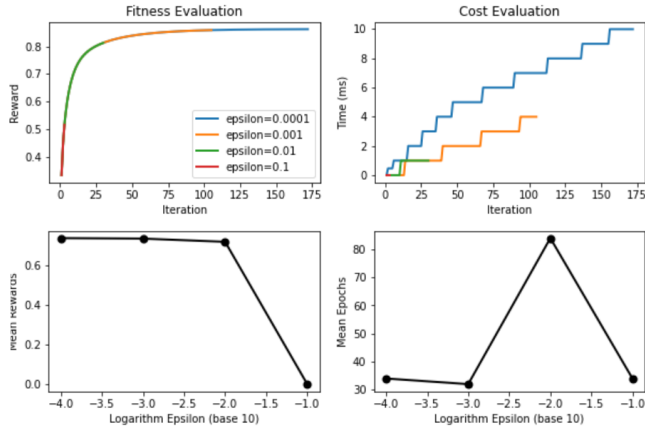 Fitness Evaluation
Reward
0.8
0.7
0.6
0.5
0.4
epsilon=0.0001
epsilon=0.001
epsilon=0.01
epsilon=0.1
0 25 50 75 100 125 150 175
Iteration
Cost Evaluation
Time (ms)
10
8
6
4
2
0
0 25 50 75 100 125 150 175
Iteration
Mean Rewards
0.6
0.4
0.2
0.0
−4.0 −3.5 −3.0 −2.5 −2.0 −1.5 −1.0
Logarithm Epsilon (base 10)
Mean Epochs
80
70
60
50
40
30
−4.0 −3.5 −3.0 −2.5 −2.0 −1.5 −1.0
Logarithm Epsilon (base 10)